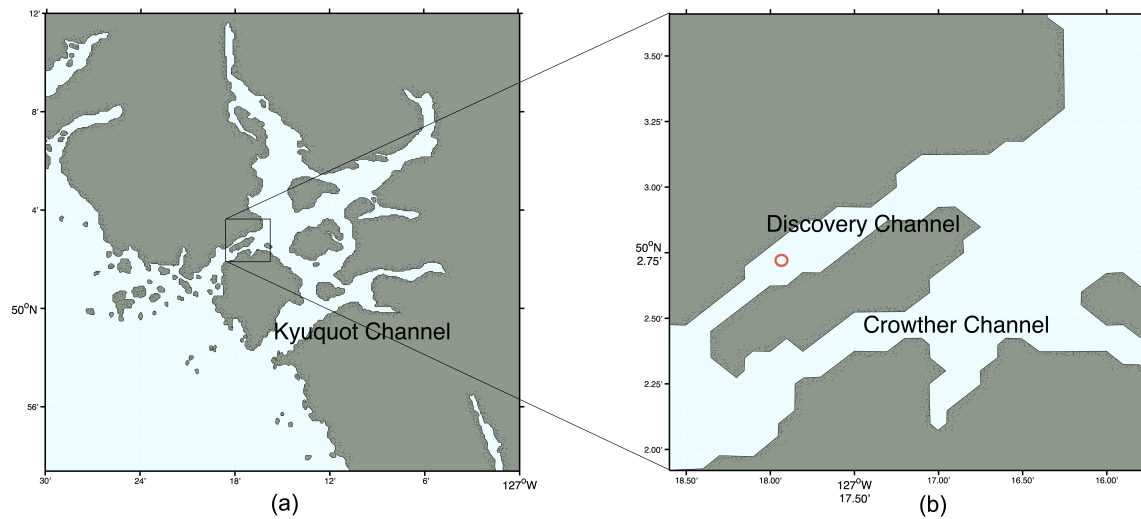 12'
8'
4'
50°N
56'
Kyuquot Channel
30'
24'
18'
12'
6'
127°W
(a)
3.50'
3.25'
3.00'
50°N
2.75'
2.50'
2.25'
2.00'
Discovery Channel
Crowther Channel
18.50'
18.00'
127°W
17.50'
17.00'
16.50'
16.00'
(b)